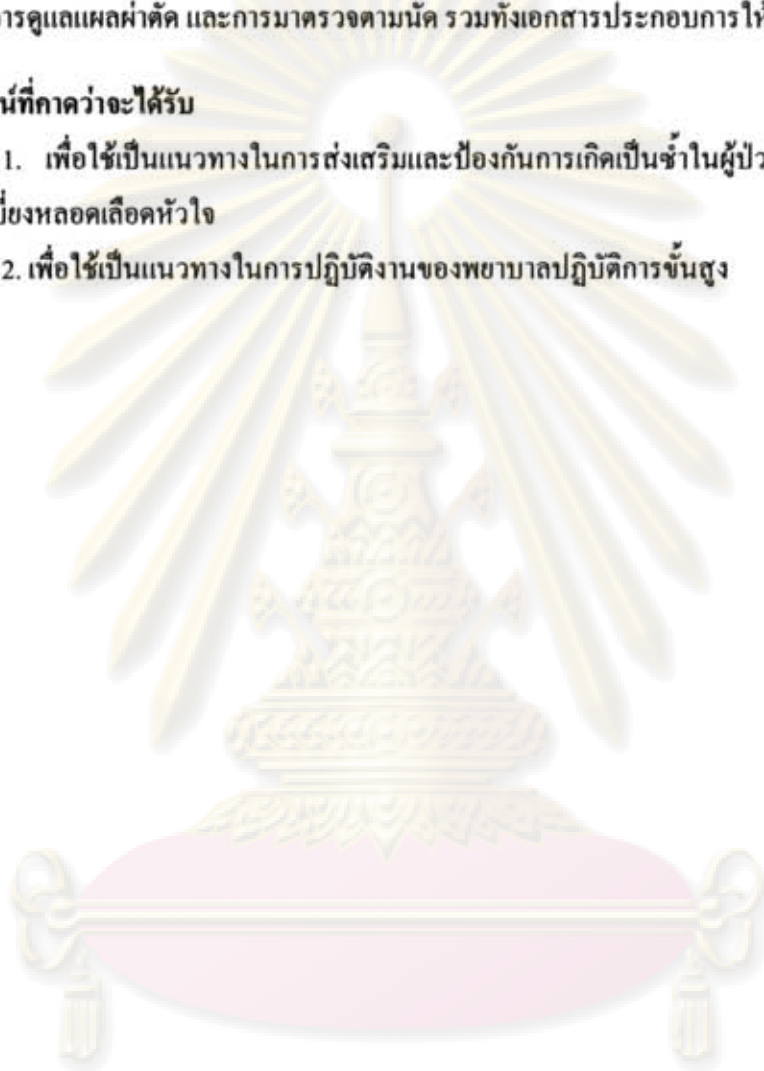 ารดูแลแผลผ่าตัด และการมาตรวจตามนัด รวมทั้งเอกสารประกอบการให้
น์ที่คาดว่าจะได้รับ
1. เพื่อใช้เป็นแนวทางในการส่งเสริมและป้องกันการเกิดเป็นซ้ำในผู้ป่ว
บี่ยงหลอดเลือดหัวใจ
2. เพื่อใช้เป็นแนวทางในการปฏิบัติงานของพยาบาลปฏิบัติการขั้นสูง